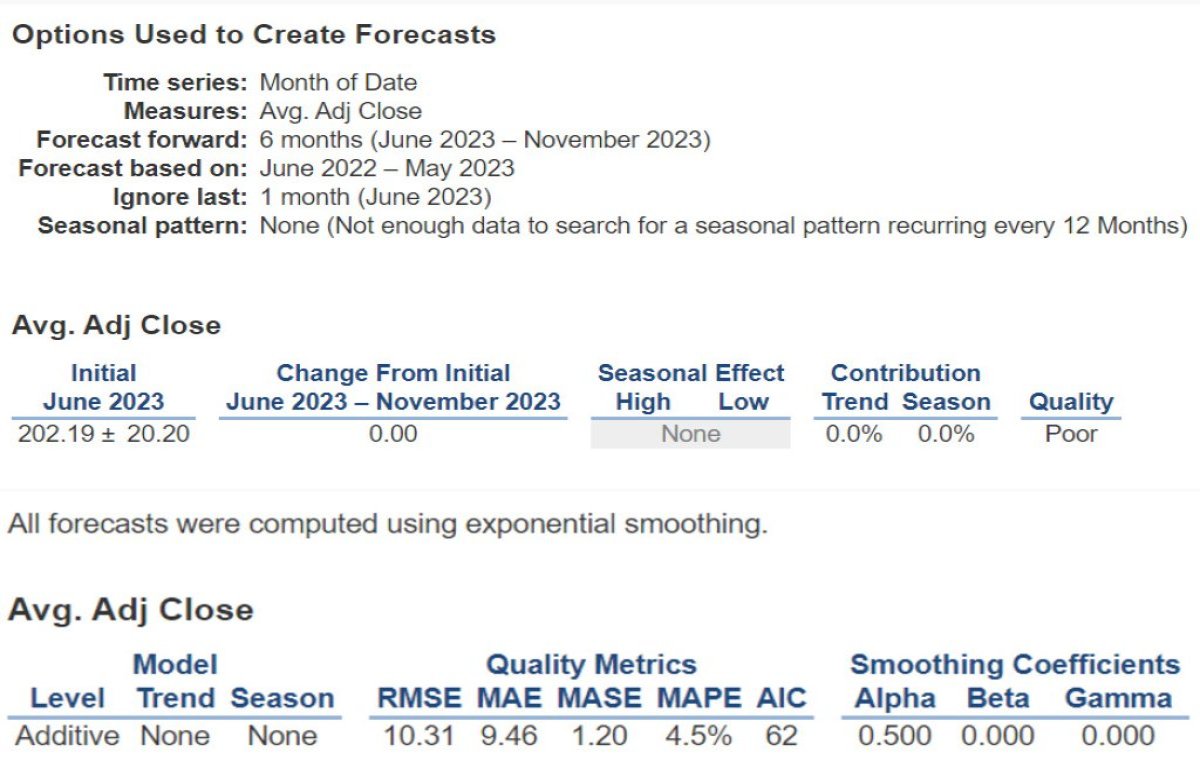 Options Used to Create Forecasts
Time series: Month of Date
Measures: Avg. Adj Close
Forecast forward: 6 months (June 2023 – November 2023)
Forecast based on: June 2022 – May 2023
Ignore last: 1 month (June 2023)
Seasonal pattern: None (Not enough data to search for a seasonal pattern recurring every 12 Months)
Avg. Adj Close
Initial Change From Initial Seasonal Effect Contribution
June 2023 June 2023 – November 2023 High Low Trend Season Quality
202.19 ± 20.20 0.00 None 0.0% 0.0% Poor
All forecasts were computed using exponential smoothing.
Avg. Adj Close
Model Quality Metrics Smoothing Coefficients
Level Trend Season RMSE MAE MASE MAPE AIC Alpha Beta Gamma
Additive None None 10.31 9.46 1.20 4.5% 62 0.500 0.000 0.000